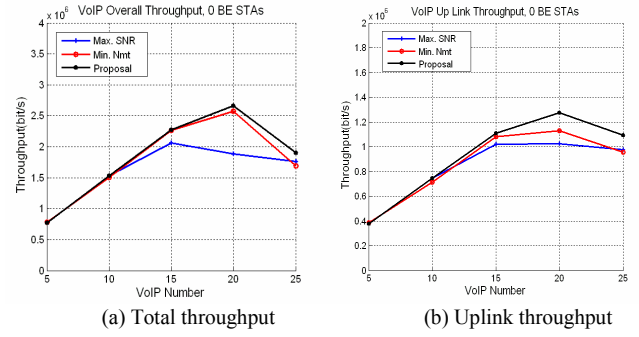 VoIP Overall Throughput, 0 BE STAs
x 10^6
Max. SNR
Min. Nmt
Proposal
Throughput(bit/s)
4
3.5
3
2.5
2
1.5
1
0.5
0
5
10
15
20
25
VoIP Number
(a) Total throughput
VoIP Up Link Throughput, 0 BE STAs
x 10^6
Max. SNR
Min. Nmt
Proposal
Throughput(bit/s)
2
1.8
1.6
1.4
1.2
1
0.8
0.6
0.4
0.2
0
5
10
15
20
25
VoIP Number
(b) Uplink throughput